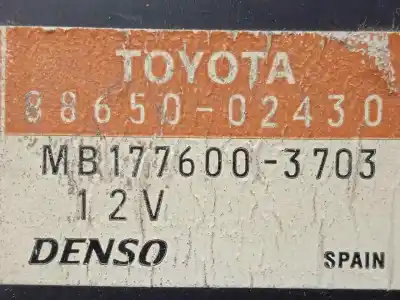 TOYOTA
88650-02430
MB177600-3703
12V
DENSO SPAIN